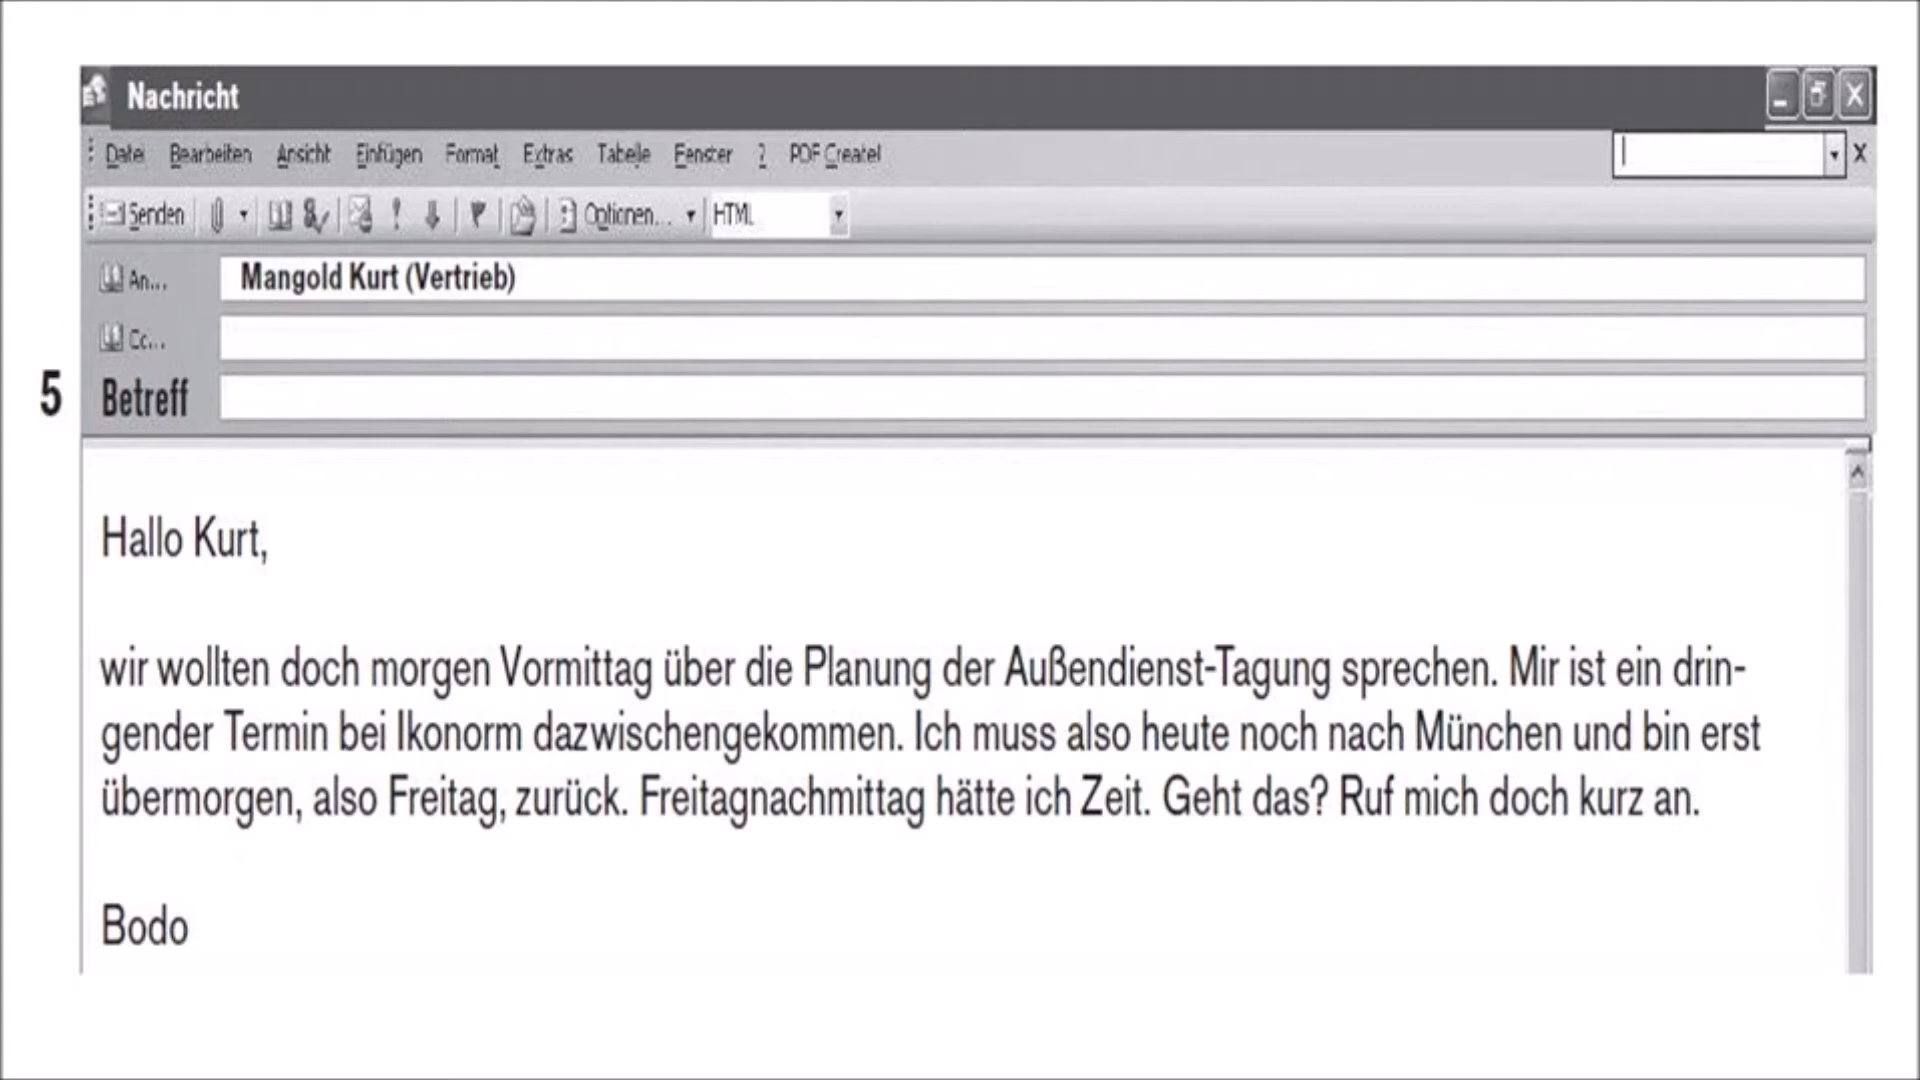 Nachricht
Datei Bearbeiten Ansicht Einfügen Format Extras Tabelle Fenster ? PDF Create!
Senden Optionen... HTML
An... Mangold Kurt (Vertrieb)
Cc...
5 Betreff
Hallo Kurt,
wir wollten doch morgen Vormittag über die Planung der Außendienst-Tagung sprechen. Mir ist ein drin-
gender Termin bei Ikonorm dazwischengekommen. Ich muss also heute noch nach München und bin erst
übermorgen, also Freitag, zurück. Freitagnachmittag hätte ich Zeit. Geht das? Ruf mich doch kurz an.
Bodo